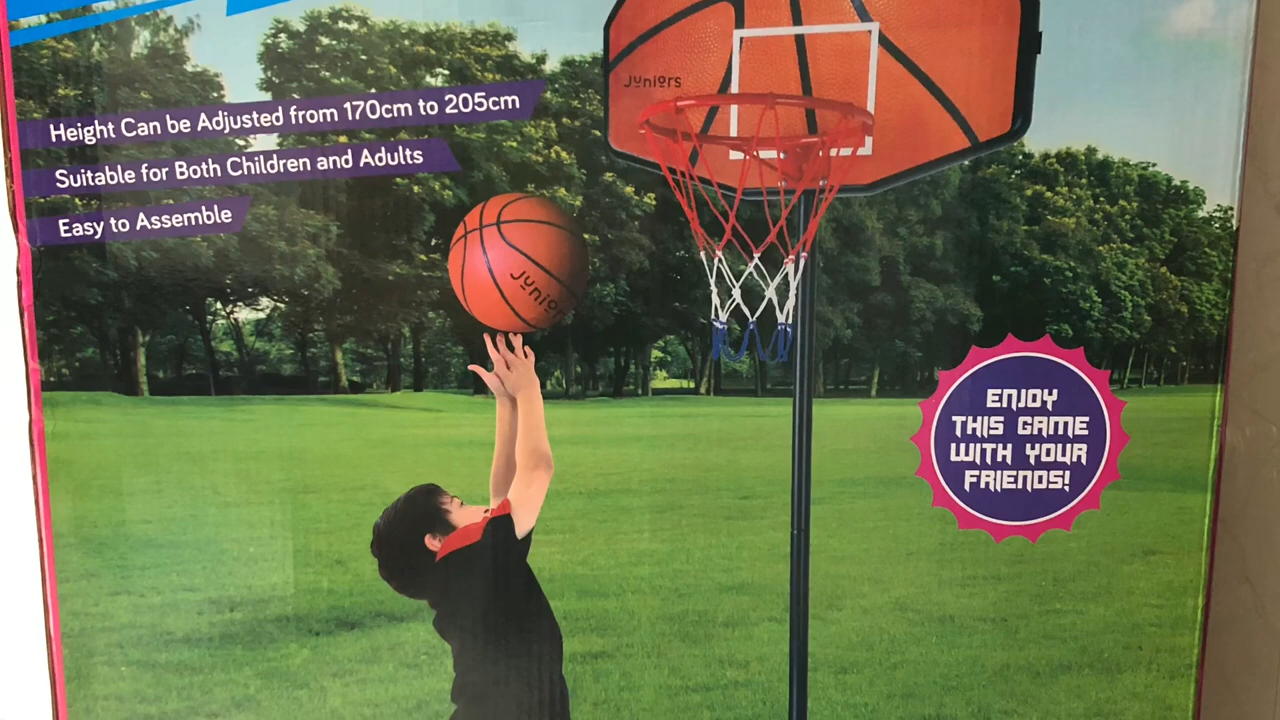 Height Can be Adjusted from 170cm to 205cm
Suitable for Both Children and Adults
Easy to Assemble
Juniors
Juniors
ENJOY
THIS GAME
WITH YOUR
FRIENDS!